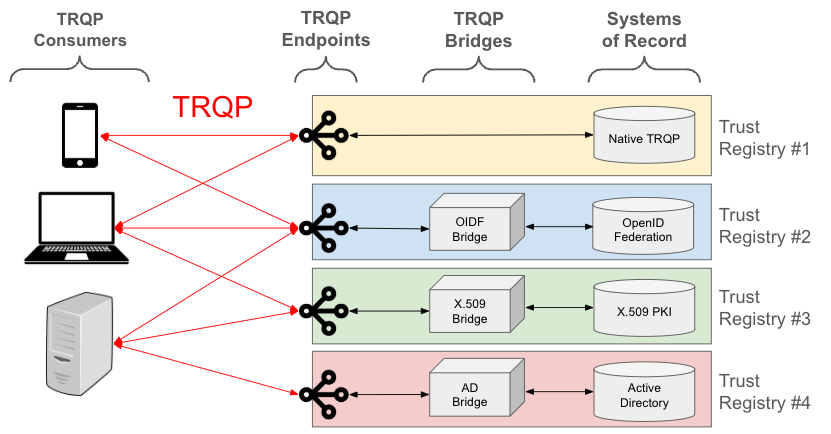 TRQP
Consumers
TRQP
Endpoints
TRQP
Bridges
Systems
of Record
TRQP
Native TRQP
Trust
Registry #1
OIDF
Bridge
OpenID
Federation
Trust
Registry #2
X.509
Bridge
X.509 PKI
Trust
Registry #3
AD
Bridge
Active
Directory
Trust
Registry #4